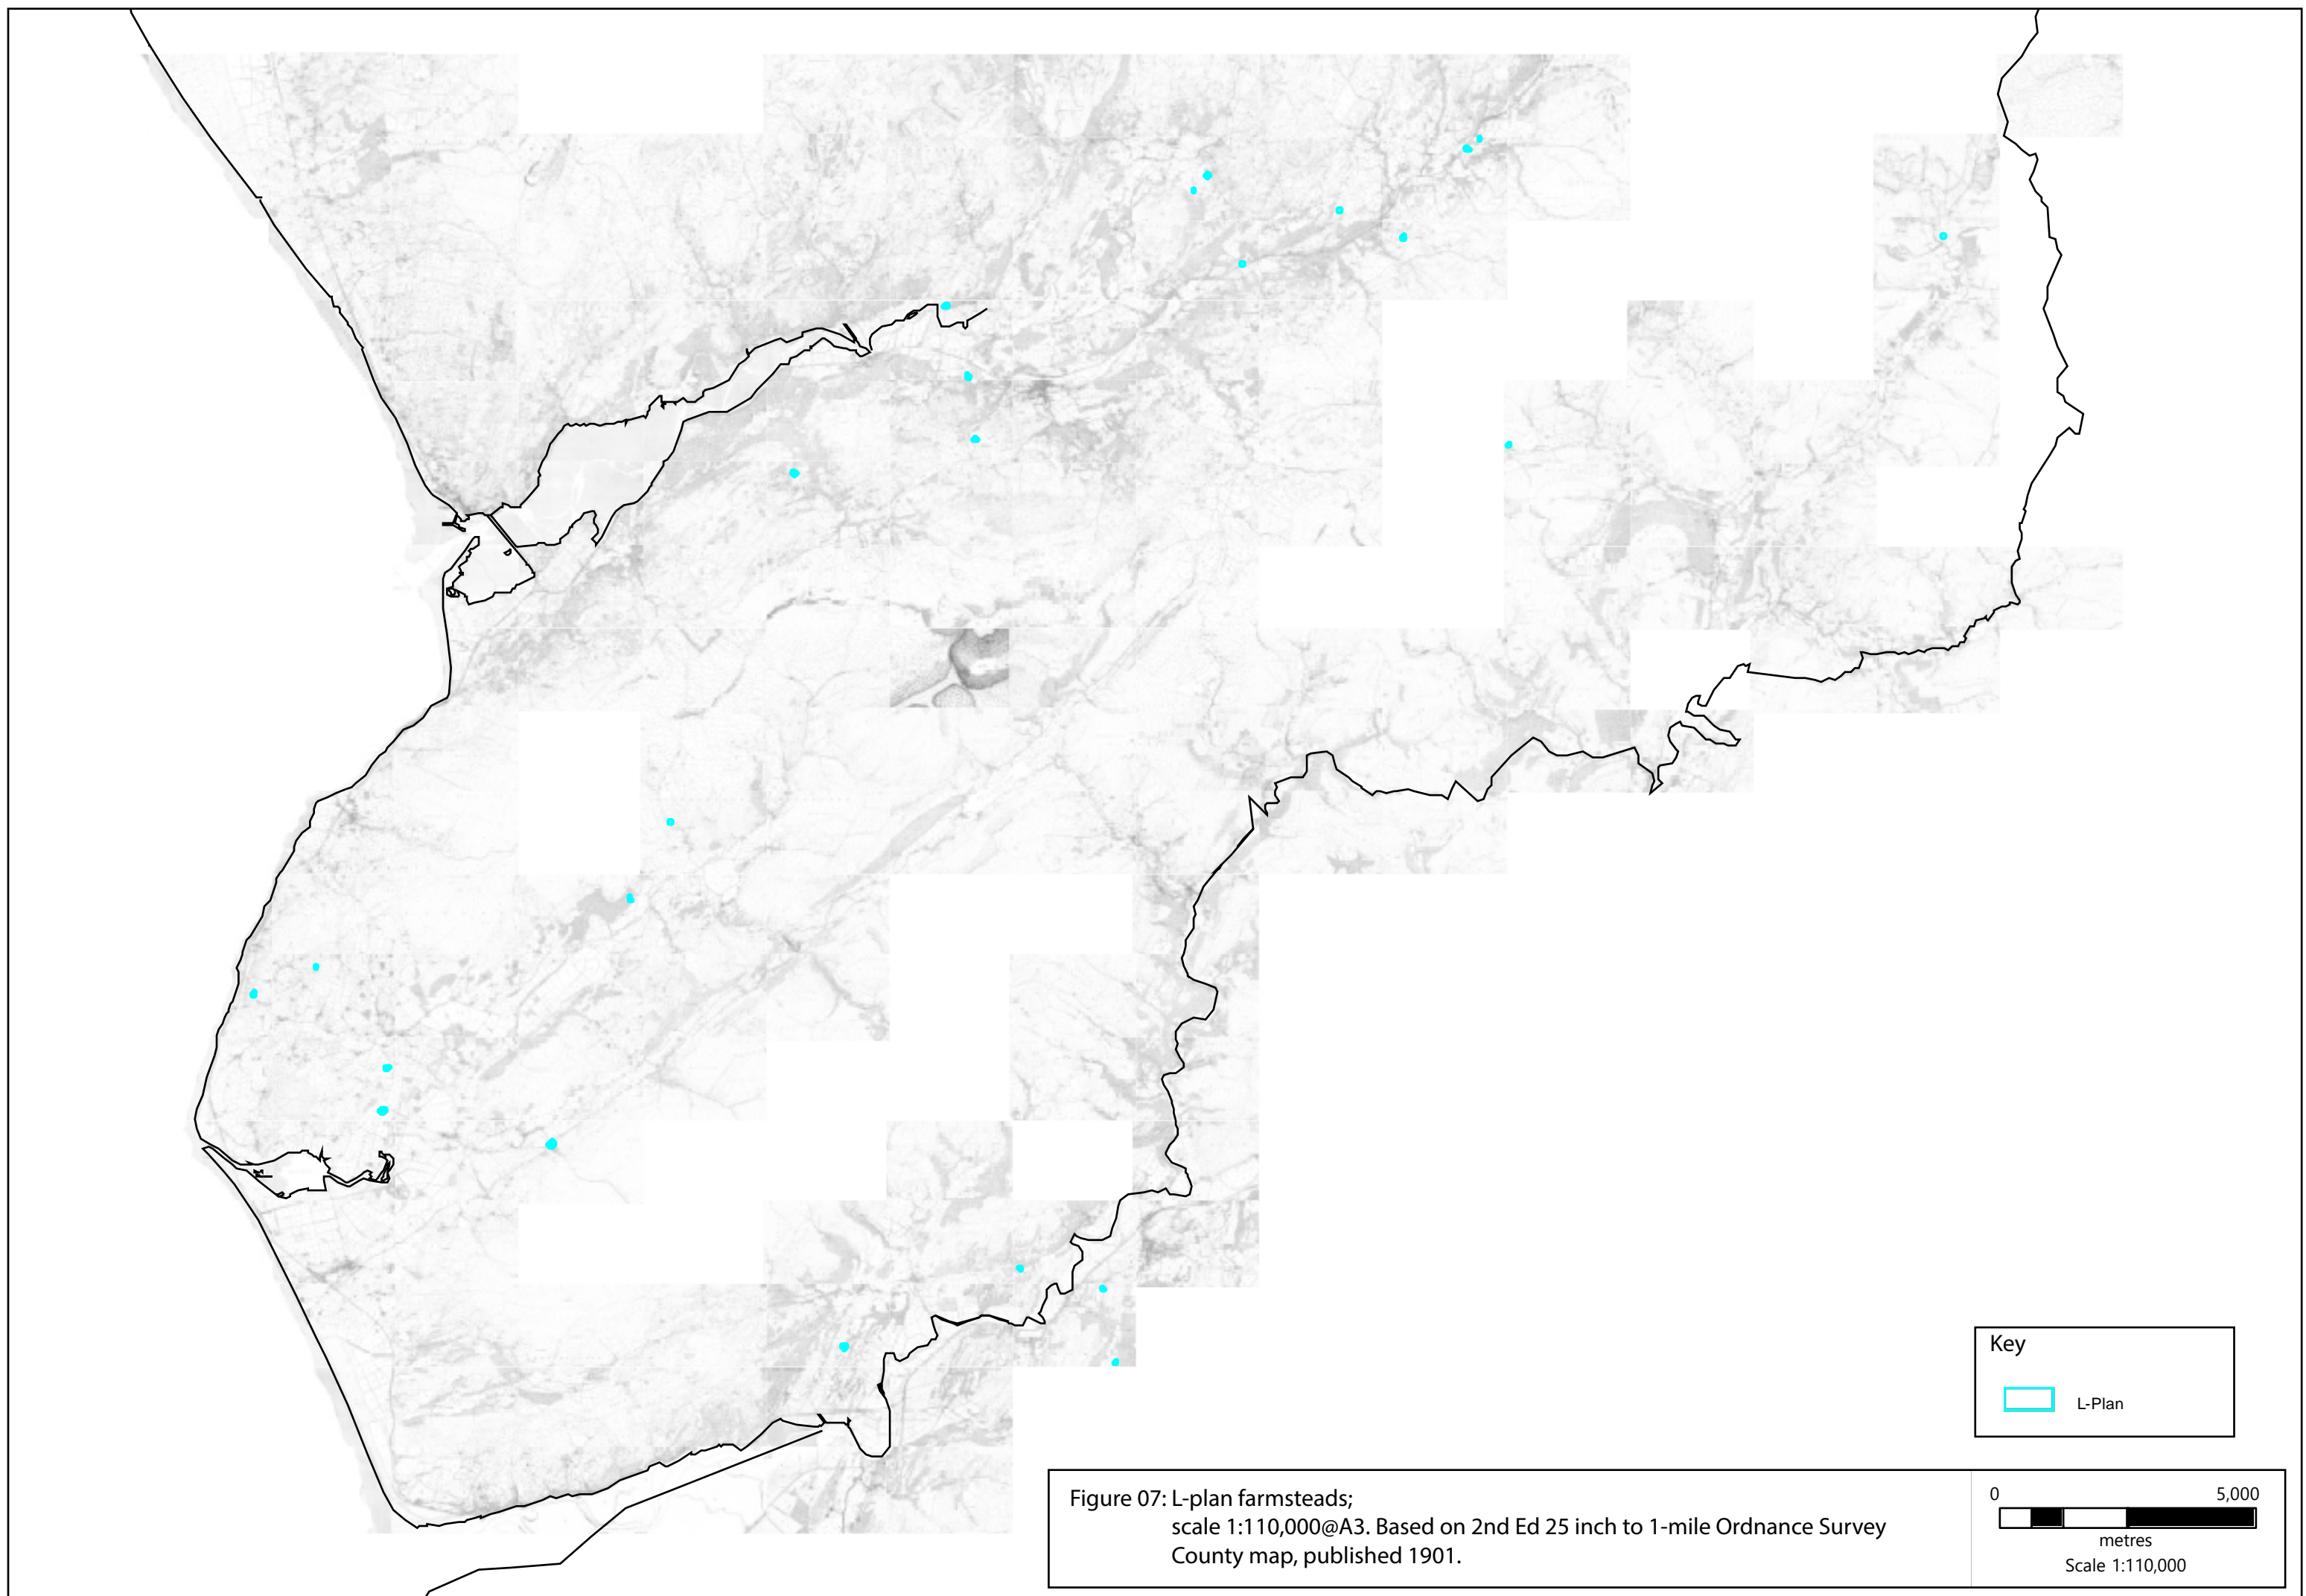 Key
L-Plan
Figure 07: L-plan farmsteads;
scale 1:110,000@A3. Based on 2nd Ed 25 inch to 1-mile Ordnance Survey
County map, published 1901.
0 5,000
metres
Scale 1:110,000